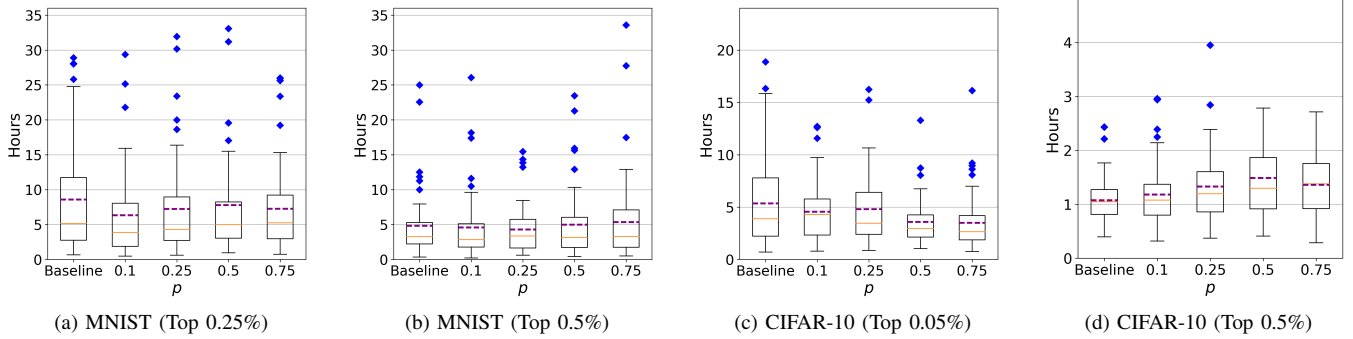 35
30
25
20
15
10
5
0
Hours
Baseline 0.1 0.25 0.5 0.75
p
(a) MNIST (Top 0.25%)
35
30
25
20
15
10
5
0
Hours
Baseline 0.1 0.25 0.5 0.75
p
(b) MNIST (Top 0.5%)
20
15
10
5
0
Hours
Baseline 0.1 0.25 0.5 0.75
p
(c) CIFAR-10 (Top 0.05%)
4
3
2
1
0
Hours
Baseline 0.1 0.25 0.5 0.75
p
(d) CIFAR-10 (Top 0.5%)